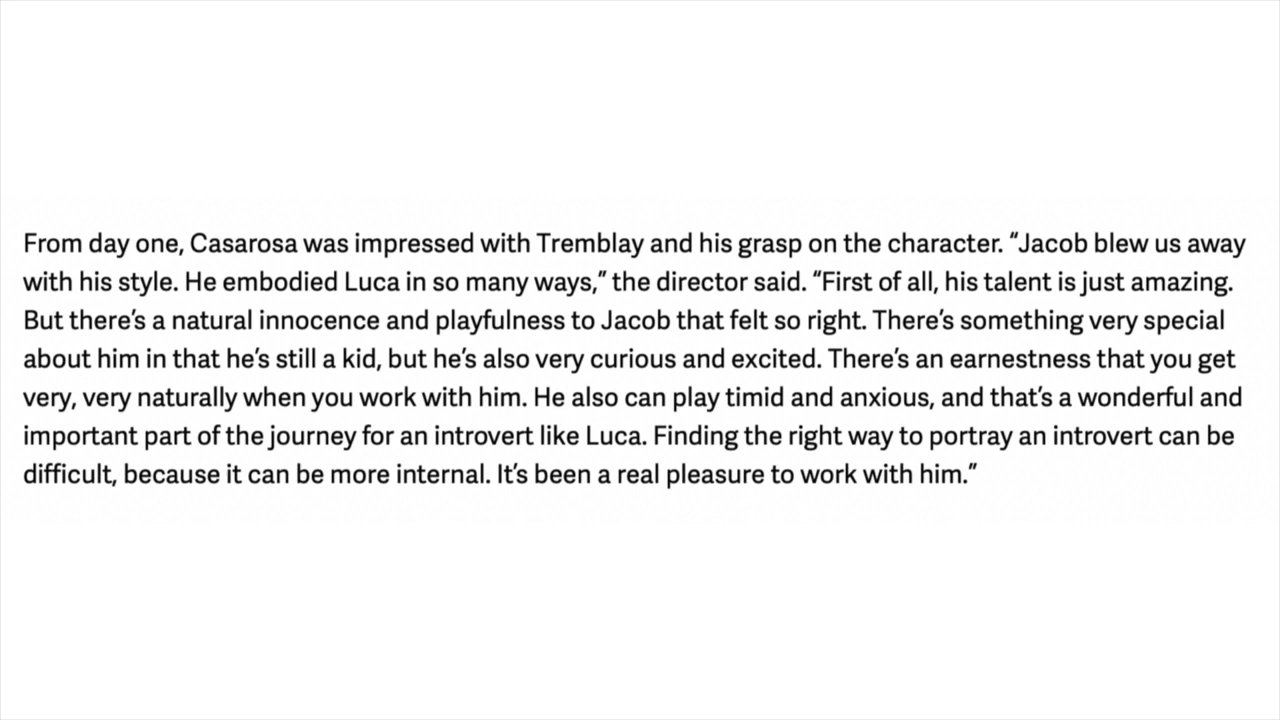 From day one, Casarosa was impressed with Tremblay and his grasp on the character. “Jacob blew us away
with his style. He embodied Luca in so many ways,” the director said. “First of all, his talent is just amazing.
But there’s a natural innocence and playfulness to Jacob that felt so right. There’s something very special
about him in that he’s still a kid, but he’s also very curious and excited. There’s an earnestness that you get
very, very naturally when you work with him. He also can play timid and anxious, and that’s a wonderful and
important part of the journey for an introvert like Luca. Finding the right way to portray an introvert can be
difficult, because it can be more internal. It’s been a real pleasure to work with him.”